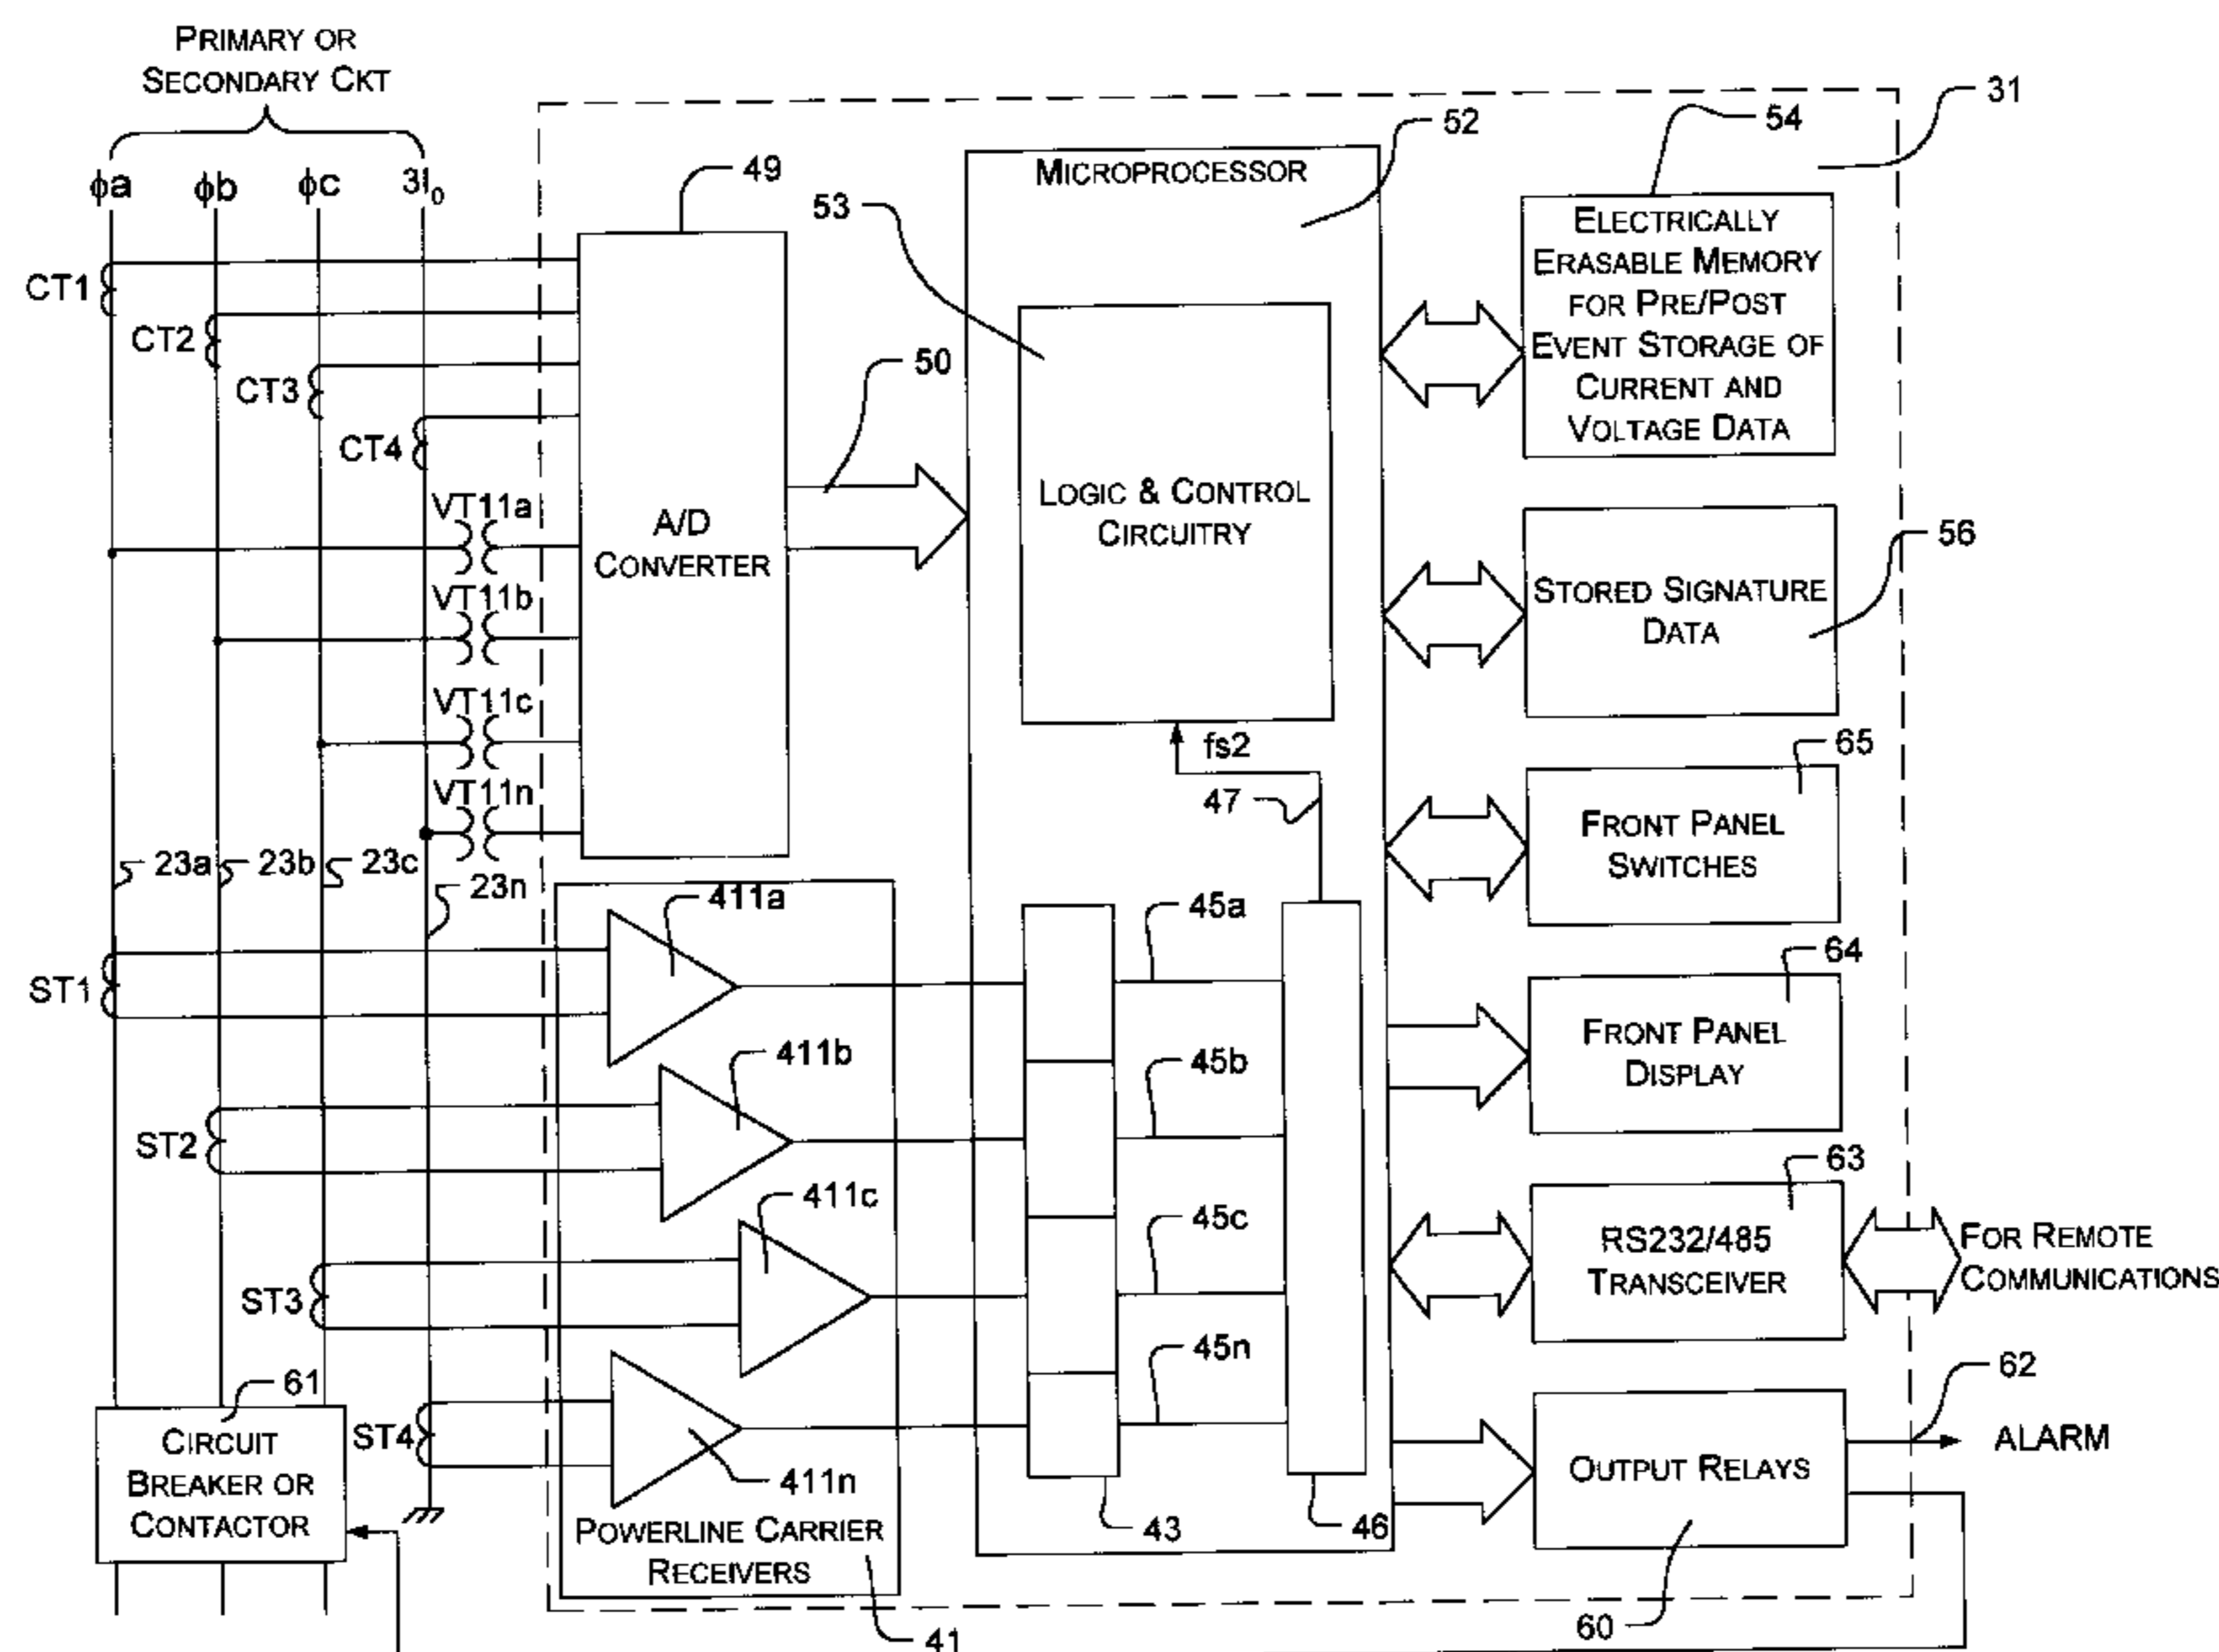 PRIMARY OR
SECONDARY CKT
ϕa
ϕb
ϕc
3I₀
31
54
52
49
MICROPROCESSOR
53
ELECTRICALLY
ERASABLE MEMORY
FOR PRE/POST
EVENT STORAGE OF
CURRENT AND
VOLTAGE DATA
CT1
CT2
CT3
CT4
50
VT11a
VT11b
VT11c
VT11n
A/D
CONVERTER
LOGIC & CONTROL
CIRCUITRY
56
STORED SIGNATURE
DATA
fs2
47
65
FRONT PANEL
SWITCHES
23a
23b
23c
23n
411a
45a
64
ST1
FRONT PANEL
DISPLAY
411b
45b
ST2
63
411c
45c
RS232/485
TRANSCEIVER
FOR REMOTE
COMMUNICATIONS
ST3
45n
61
62
CIRCUIT
BREAKER OR
CONTACTOR
ST4
411n
ALARM
OUTPUT RELAYS
43
46
POWERLINE CARRIER
RECEIVERS
41
60